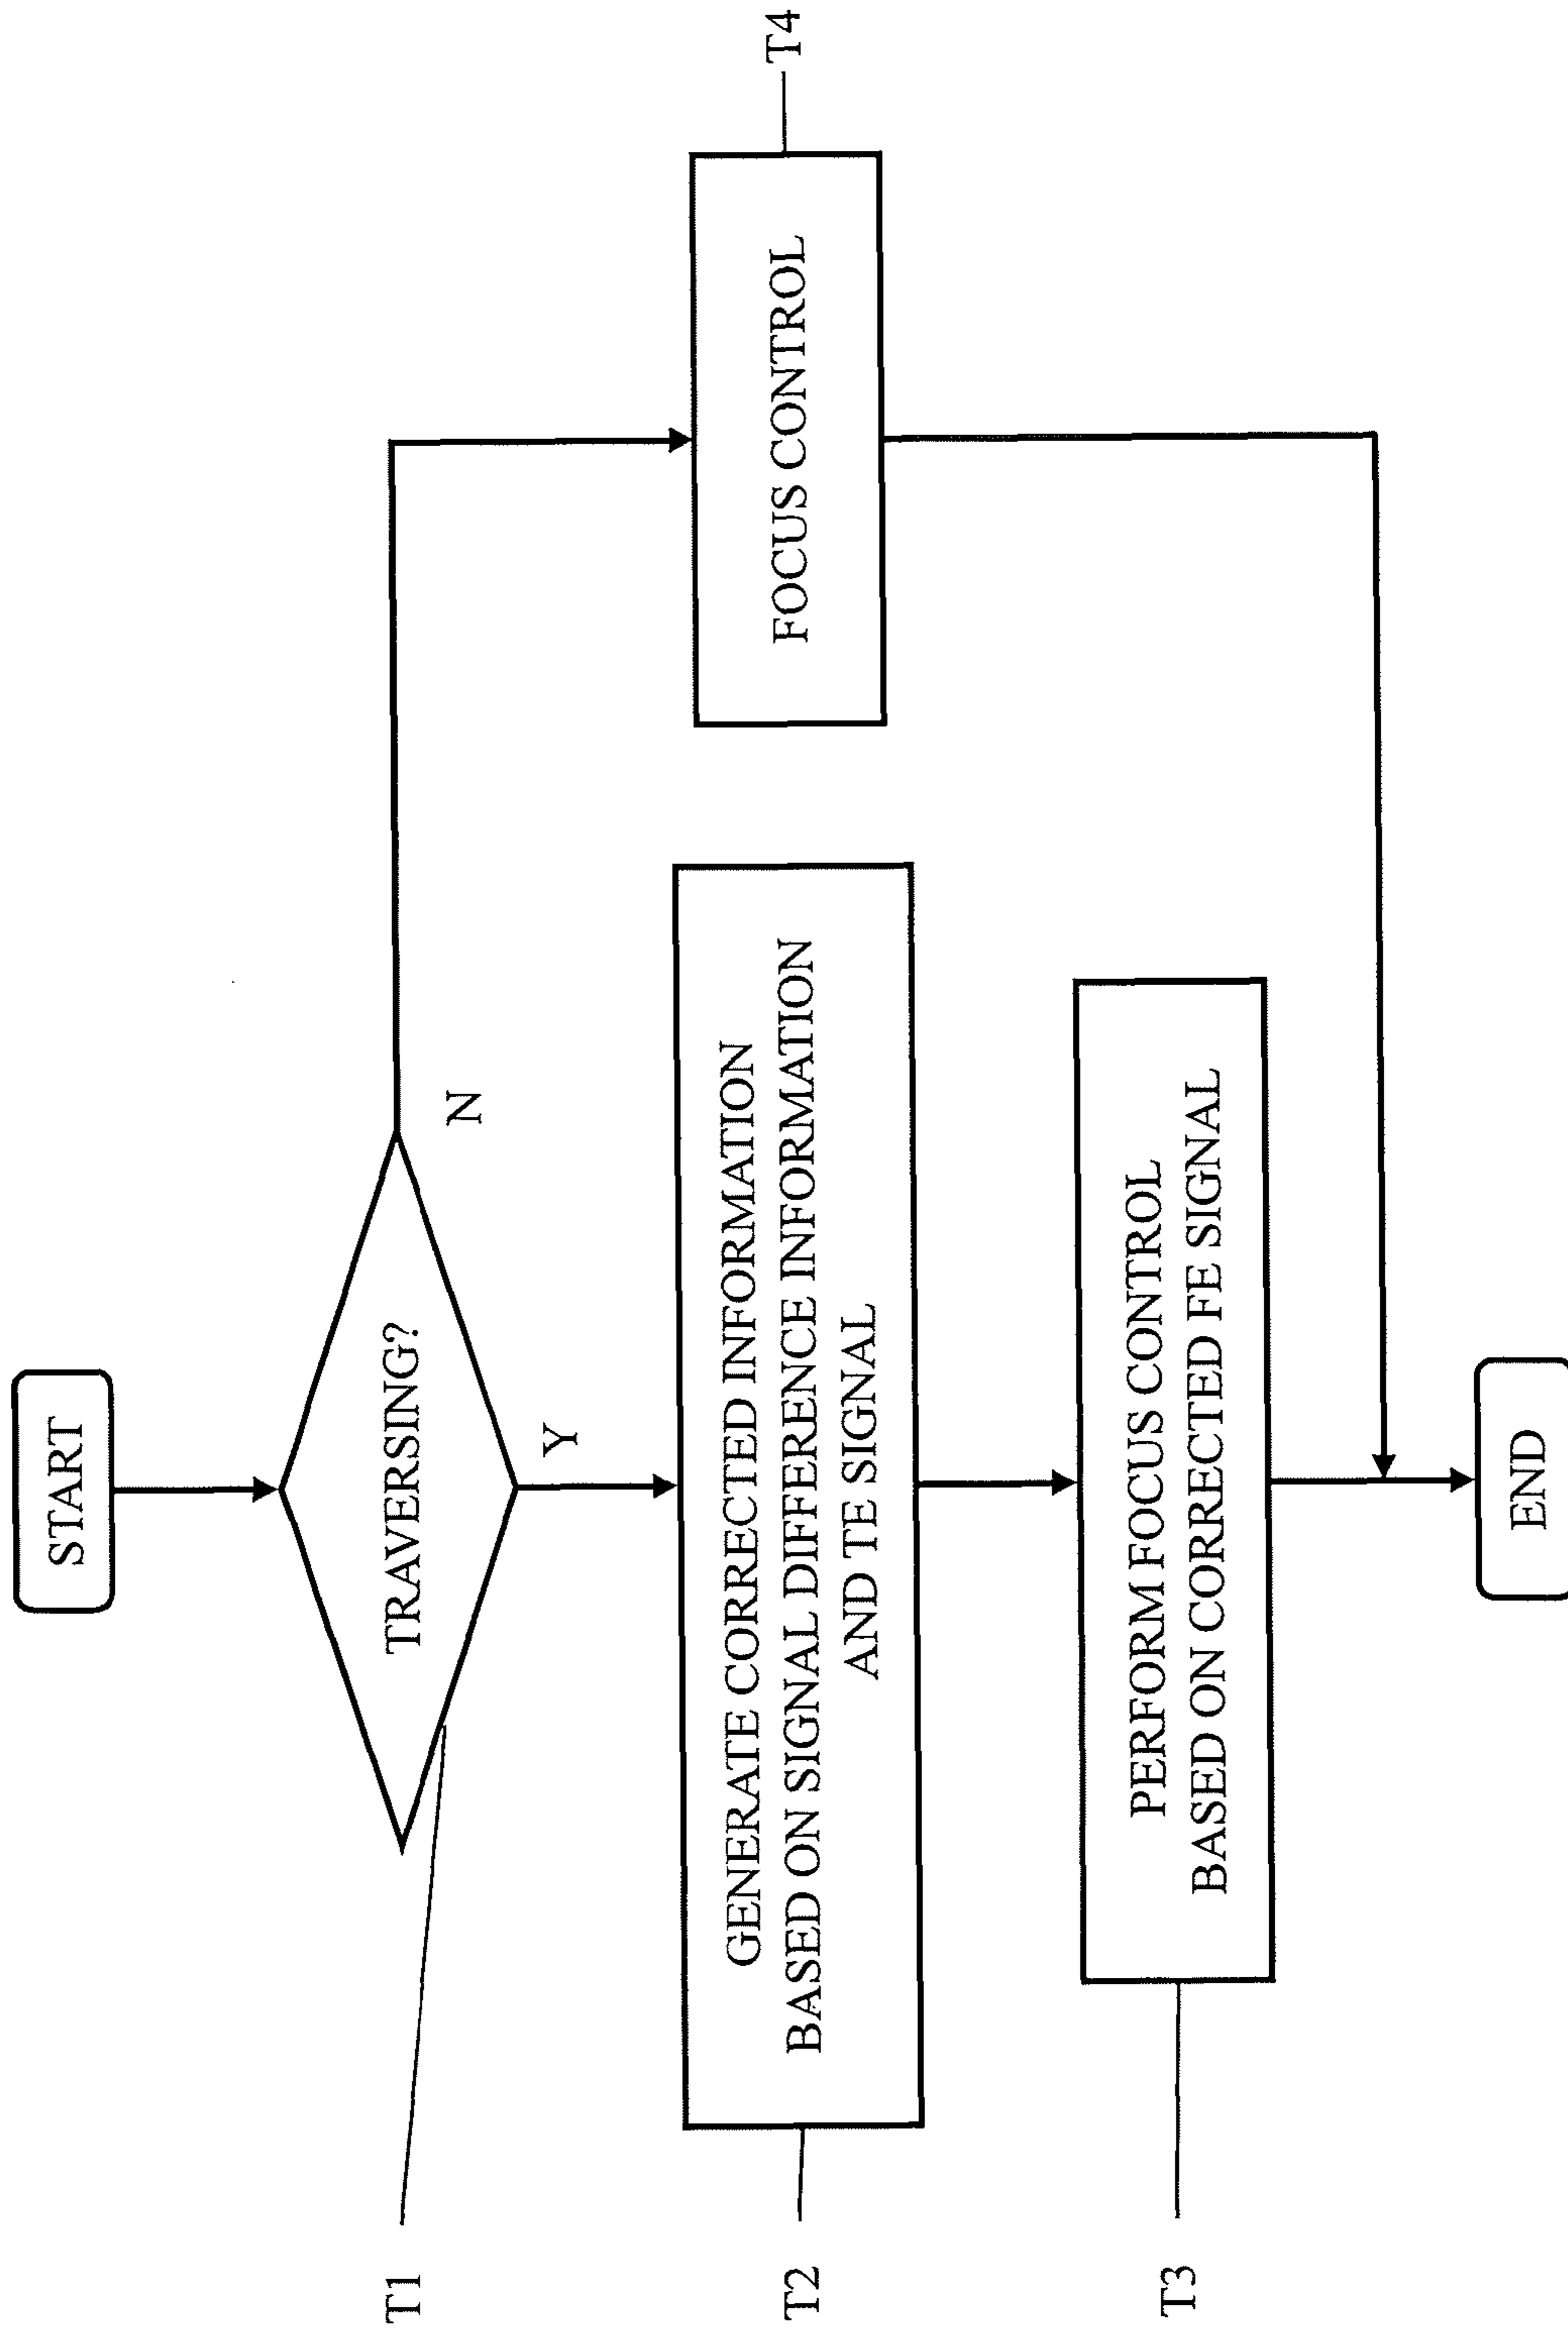 START
T1
TRAVERSING?
N
Y
T2
GENERATE CORRECTED INFORMATION
BASED ON SIGNAL DIFFERENCE INFORMATION
AND TE SIGNAL
FOCUS CONTROL
T4
T3
PERFORM FOCUS CONTROL
BASED ON CORRECTED FE SIGNAL
END